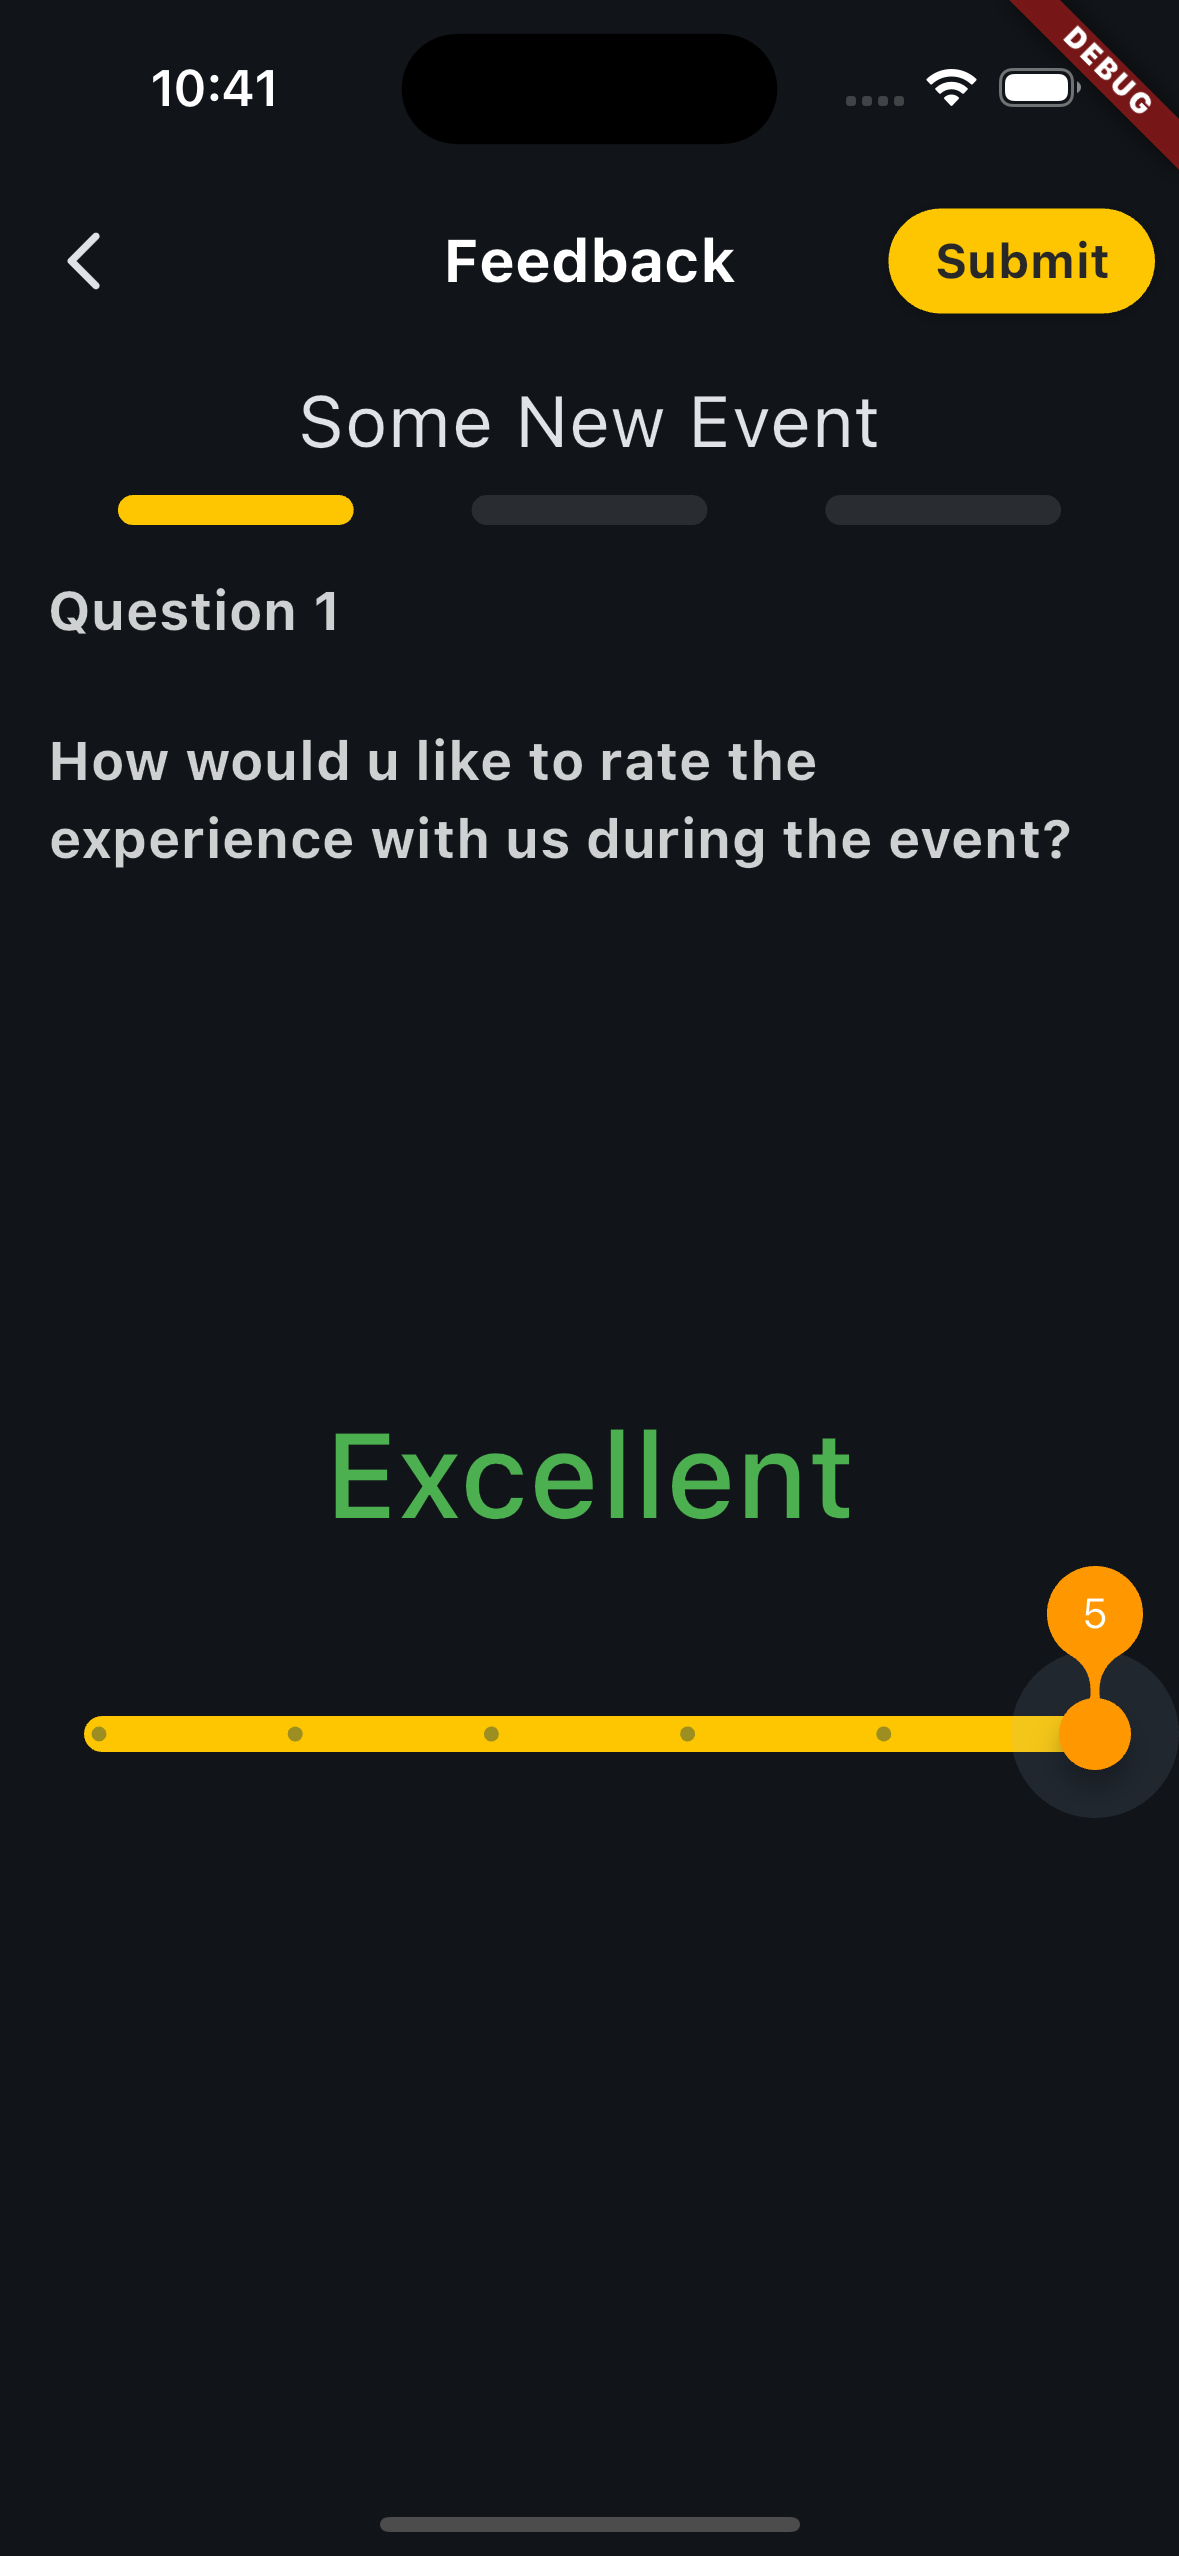 10:41
DEBUG
Feedback
Submit
Some New Event
Question 1
How would u like to rate the
experience with us during the event?
Excellent
5